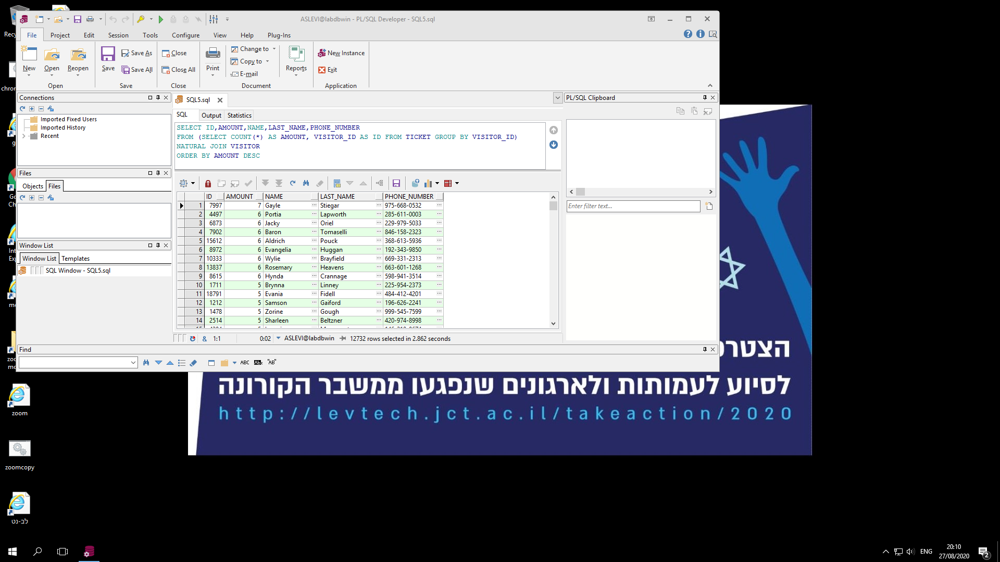 Recy
ASLEVI@labdbwin - PL/SQL Developer - SQL5.sql
File Project Edit Session Tools Configure View Help Plug-Ins
New Open Reopen Save Save As Save All Close Close All Print Change to Copy to E-mail Reports New Instance Exit
Open Save Close Document Application
Connections
Imported Fixed Users
Imported History
Recent
Files
Objects Files
Window List
Window List Templates
SQL Window - SQL5.sql
SQL5.sql
SQL Output Statistics
SELECT ID,AMOUNT,NAME,LAST_NAME,PHONE_NUMBER
FROM (SELECT COUNT(*) AS AMOUNT, VISITOR_ID AS ID FROM TICKET GROUP BY VISITOR_ID)
NATURAL JOIN VISITOR
ORDER BY AMOUNT DESC
ID AMOUNT NAME LAST_NAME PHONE_NUMBER
1 7997 7 Gayle Stiegar 975-668-0532
2 4497 6 Portia Lapworth 285-611-0003
3 6873 6 Jacky Oriel 229-979-5033
4 7902 6 Baron Tomaselli 846-158-2323
5 15612 6 Aldrich Pouck 368-613-5936
6 8972 6 Evangelia Huggan 192-343-9850
7 10333 6 Wylie Brayfield 669-331-2313
8 13837 6 Rosemary Heavens 663-601-1268
9 8615 6 Hynda Crannage 598-941-3514
10 1711 5 Brynna Linney 225-954-2373
11 18791 5 Evania Fidell 484-412-4201
12 1212 5 Samson Gaiford 196-626-2241
13 1478 5 Zorine Gough 999-545-7599
14 2514 5 Sharleen Beltzner 420-974-8998
1:1 0:02 ASLEVI@labdbwin 12732 rows selected in 2.862 seconds
PL/SQL Clipboard
Enter filter text...
Find
ABC "AB"
הצטרפ
לסיוע לעמותות ולארגונים שנפגעו ממשבר הקורונה
http://levtech.jct.ac.il/takeaction/2020
zoom
zoomcopy
לב-נט
ENG
20:10
27/08/2020
2